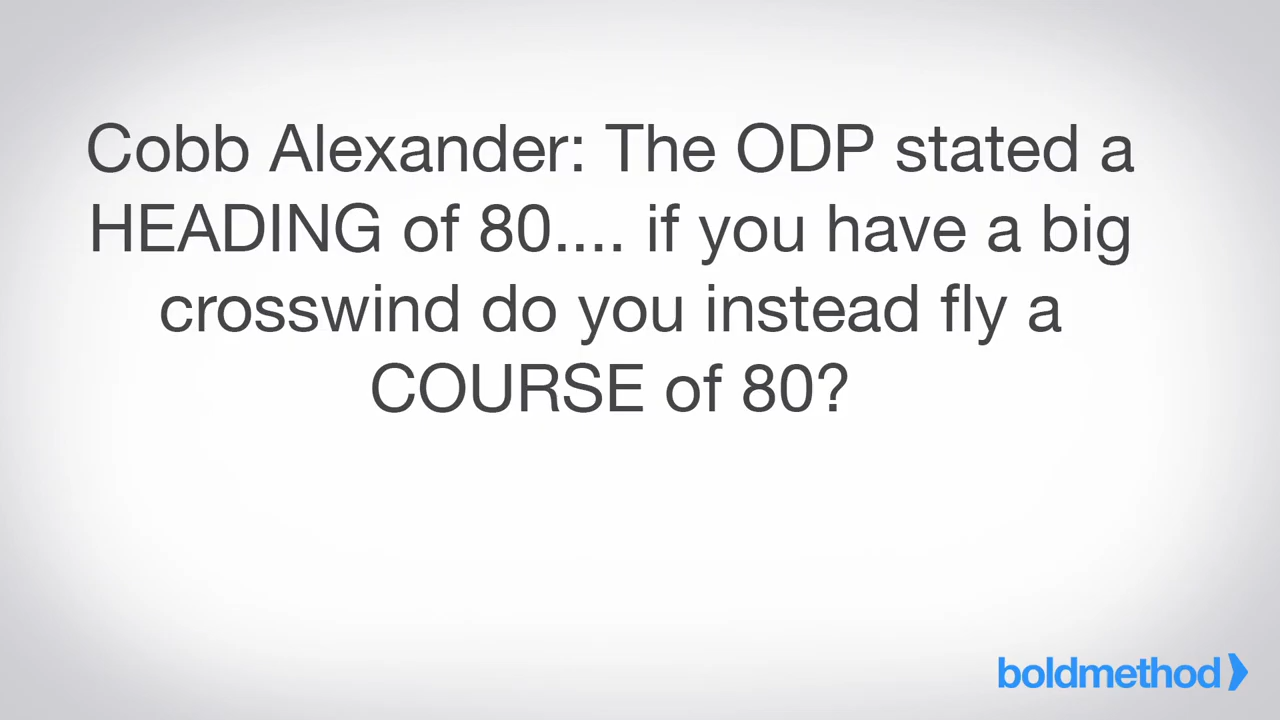 Cobb Alexander: The ODP stated a
HEADING of 80.... if you have a big
crosswind do you instead fly a
COURSE of 80?
boldmethod